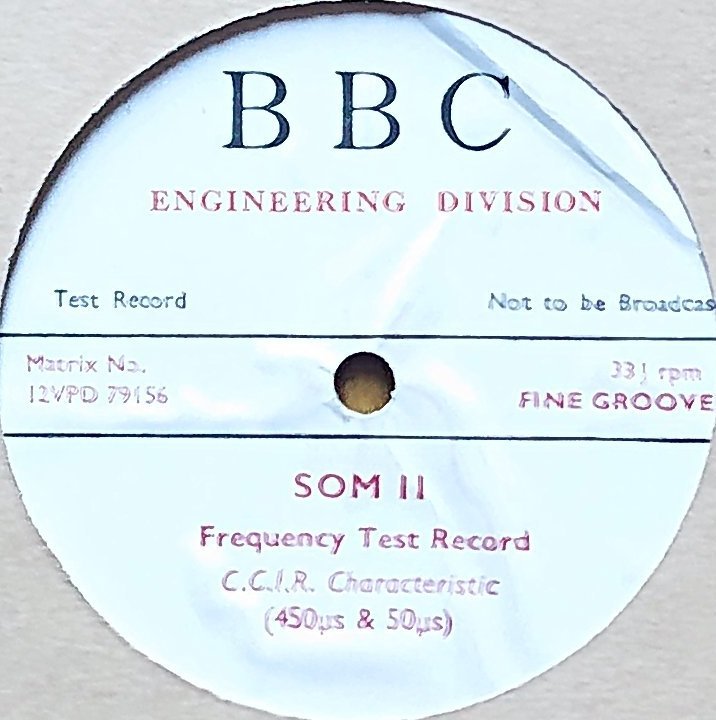 BBC
ENGINEERING DIVISION
Test Record
Not to be Broadcas
Matrix No.
12VPD 79156
33⅓ rpm
FINE GROOVE
SOM 11
Frequency Test Record
C.C.I.R. Characteristic
(450µs & 50µs)